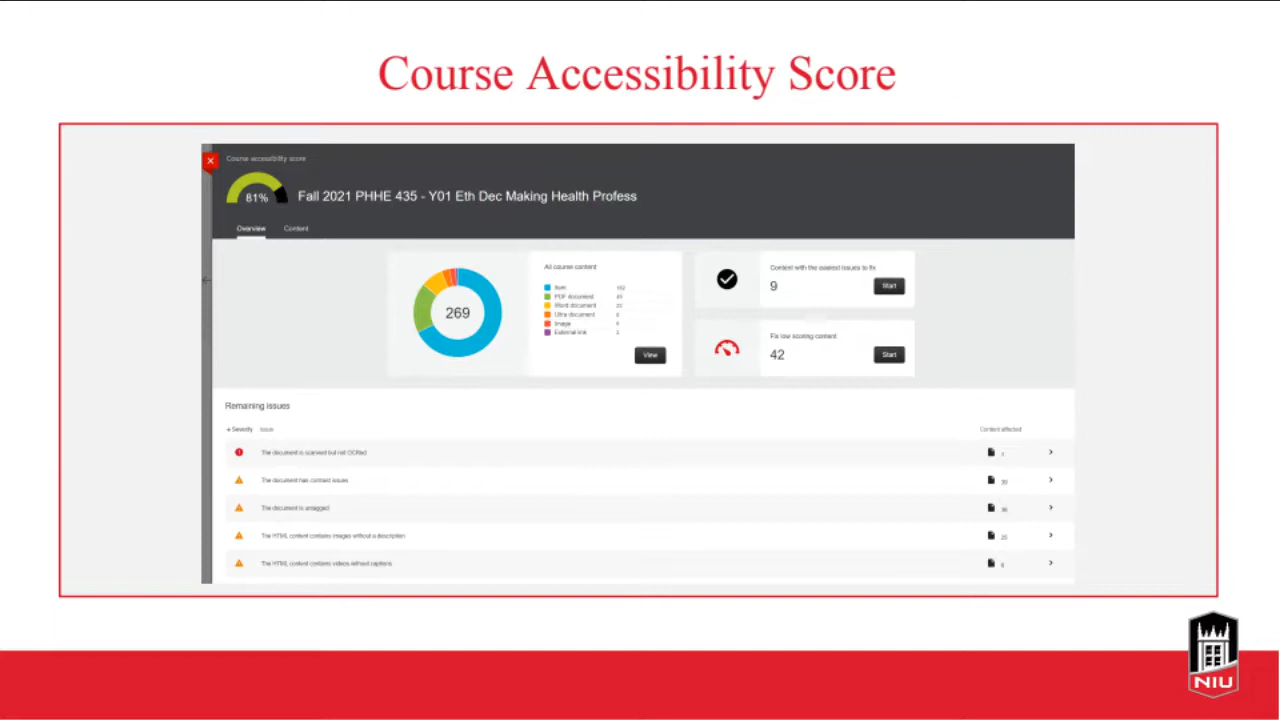 Course Accessibility Score
Course accessibility score
81%
Fall 2021 PHHE 435 - Y01 Eth Dec Making Health Profess
Overview Content
269
All course content
Item
PDF document
Word document
Ultra document
Image
External link
View
Content with the easiest issues to fix
9
Start
Fix low scoring content
42
Start
Remaining issues
Severity Issue Content affected
The document is scanned but not OCRed
The document has contrast issues
The document is untagged
The HTML content contains images without a description
The HTML content contains videos without captions
NIU